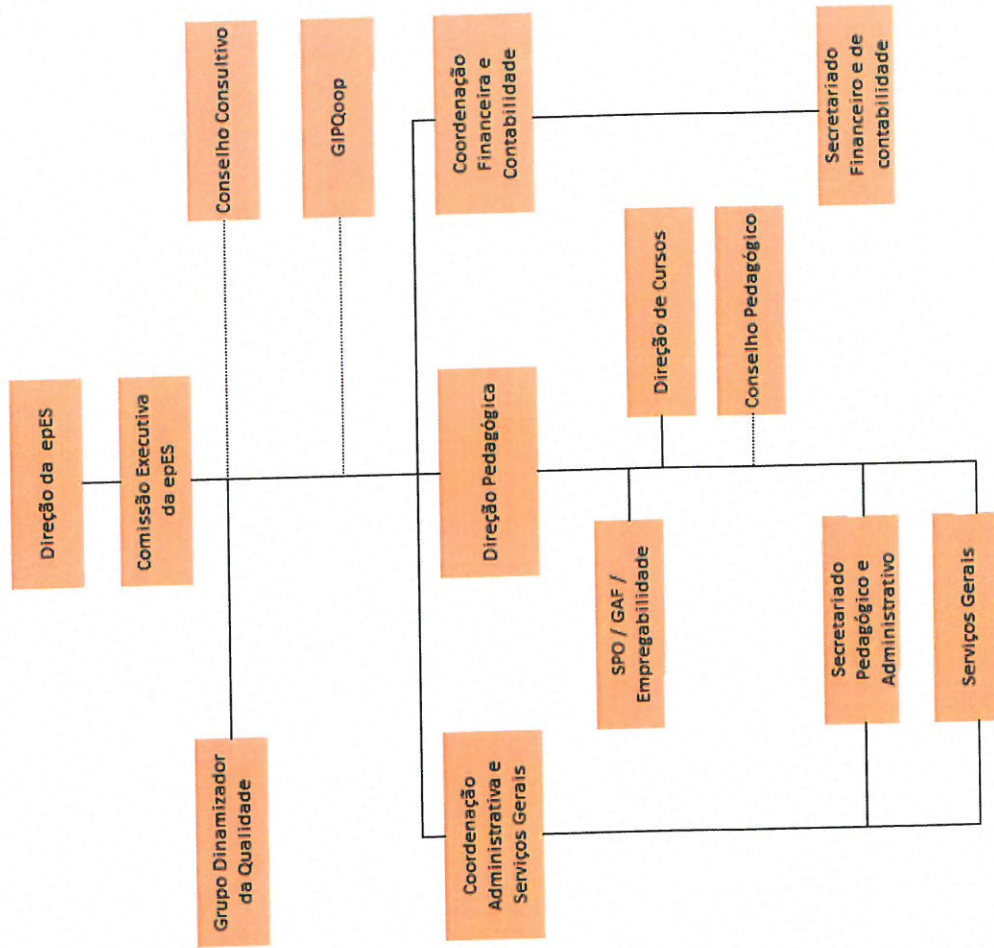 Direção da epES
Comissão Executiva
da epES
Conselho Consultivo
Grupo Dinamizador
da Qualidade
GIPQoop
Coordenação
Administrativa e
Serviços Gerais
Direção Pedagógica
Coordenação
Financeira e
Contabilidade
SPO / GAF /
Empregabilidade
Direção de Cursos
Conselho Pedagógico
Secretariado
Pedagógico e
Administrativo
Secretariado
Financeiro e de
contabilidade
Serviços Gerais